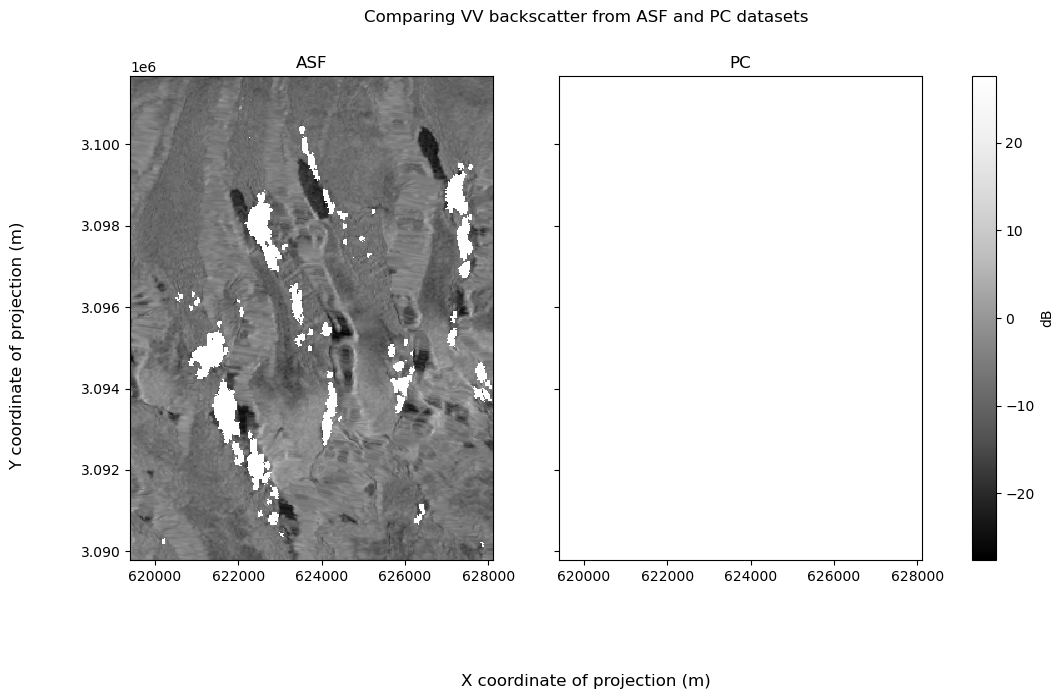 Comparing VV backscatter from ASF and PC datasets
ASF
PC
1e6
3.100
3.098
3.096
3.094
3.092
3.090
Y coordinate of projection (m)
620000 622000 624000 626000 628000
620000 622000 624000 626000 628000
20
10
0
−10
−20
dB
X coordinate of projection (m)